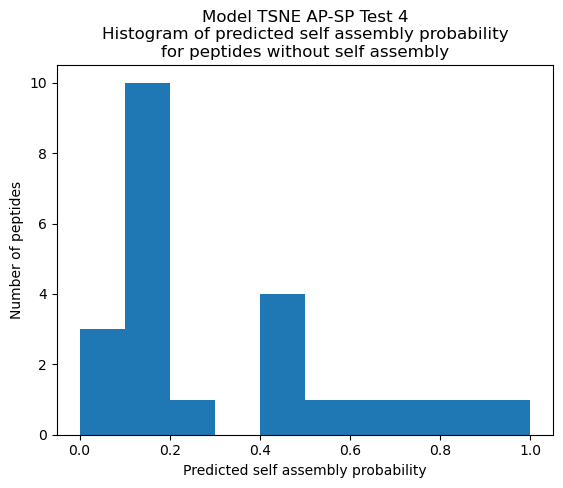 Model TSNE AP-SP Test 4
Histogram of predicted self assembly probability
for peptides without self assembly
Number of peptides
10
8
6
4
2
0
0.0 0.2 0.4 0.6 0.8 1.0
Predicted self assembly probability